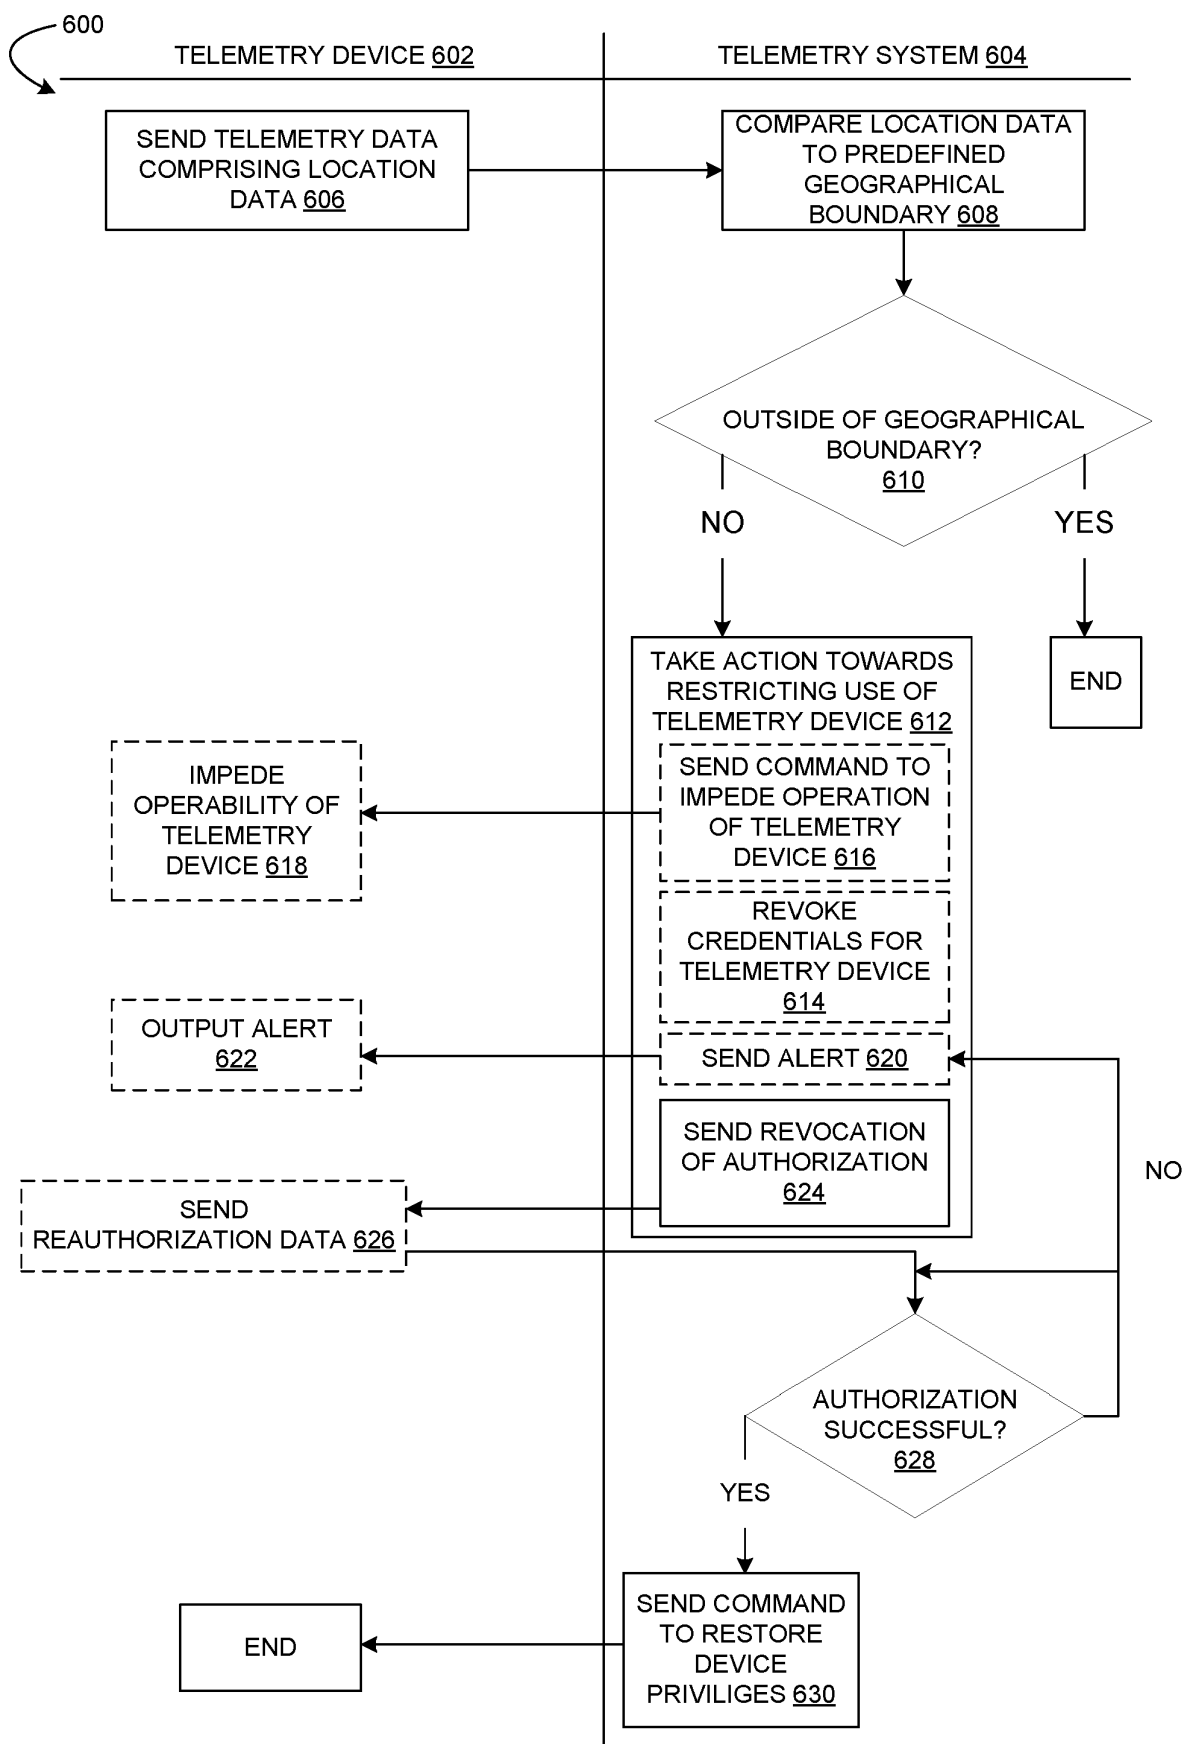 600
TELEMETRY DEVICE 602
TELEMETRY SYSTEM 604
SEND TELEMETRY DATA
COMPRISING LOCATION
DATA 606
COMPARE LOCATION DATA
TO PREDEFINED
GEOGRAPHICAL
BOUNDARY 608
OUTSIDE OF GEOGRAPHICAL
BOUNDARY?
610
NO
YES
TAKE ACTION TOWARDS
RESTRICTING USE OF
TELEMETRY DEVICE 612
END
SEND COMMAND TO
IMPEDE OPERATION
OF TELEMETRY
DEVICE 616
IMPEDE
OPERABILITY OF
TELEMETRY
DEVICE 618
REVOKE
CREDENTIALS FOR
TELEMETRY DEVICE
614
SEND ALERT 620
OUTPUT ALERT
622
SEND REVOCATION
OF AUTHORIZATION
624
NO
SEND
REAUTHORIZATION DATA 626
AUTHORIZATION
SUCCESSFUL?
628
YES
SEND COMMAND
TO RESTORE
DEVICE
PRIVILIGES 630
END